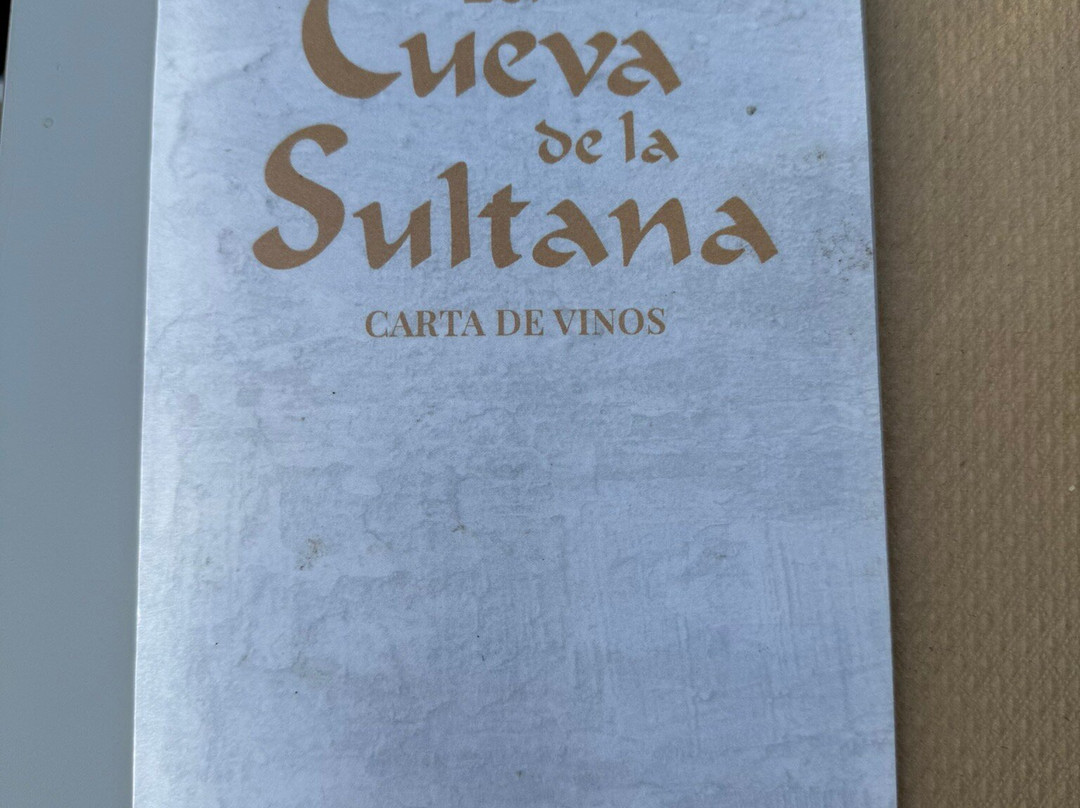 Cueva
de la
Sultana
CARTA DE VINOS